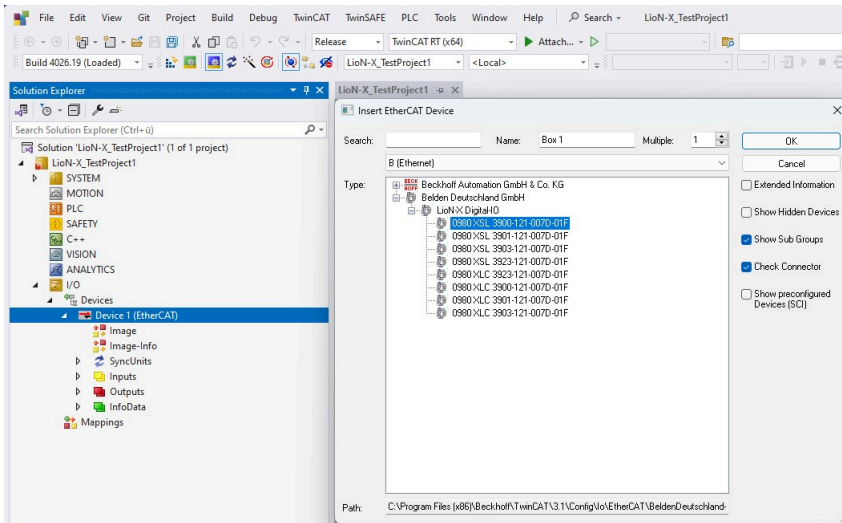 File Edit View Git Project Build Debug TwinCAT TwinSAFE PLC Tools Window Help Search LioN-X_TestProject1
Release TwinCAT RT (x64) Attach...
Build 4026.19 (Loaded) LioN-X_TestProject1 <Local>
Solution Explorer
Search Solution Explorer (Ctrl+ü)
Solution 'LioN-X_TestProject1' (1 of 1 project)
LioN-X_TestProject1
SYSTEM
MOTION
PLC
SAFETY
C++
VISION
ANALYTICS
I/O
Devices
Device 1 (EtherCAT)
Image
Image-Info
SyncUnits
Inputs
Outputs
InfoData
Mappings
LioN-X_TestProject1
Insert EtherCAT Device
Search: Name: Box 1 Multiple: 1 OK
B (Ethernet) Cancel
Type:
BECKHOFF Beckhoff Automation GmbH & Co. KG
Belden Deutschland GmbH
LioN-X Digital-IO
0980 XSL 3900-121-007D-01F
0980 XSL 3901-121-007D-01F
0980 XSL 3903-121-007D-01F
0980 XSL 3923-121-007D-01F
0980 XLC 3923-121-007D-01F
0980 XLC 3900-121-007D-01F
0980 XLC 3901-121-007D-01F
0980 XLC 3903-121-007D-01F
Extended Information
Show Hidden Devices
Show Sub Groups
Check Connector
Show preconfigured
Devices (SCI)
Path: C:\Program Files (x86)\Beckhoff\TwinCAT\3.1\Config\Io\EtherCAT\BeldenDeutschland-